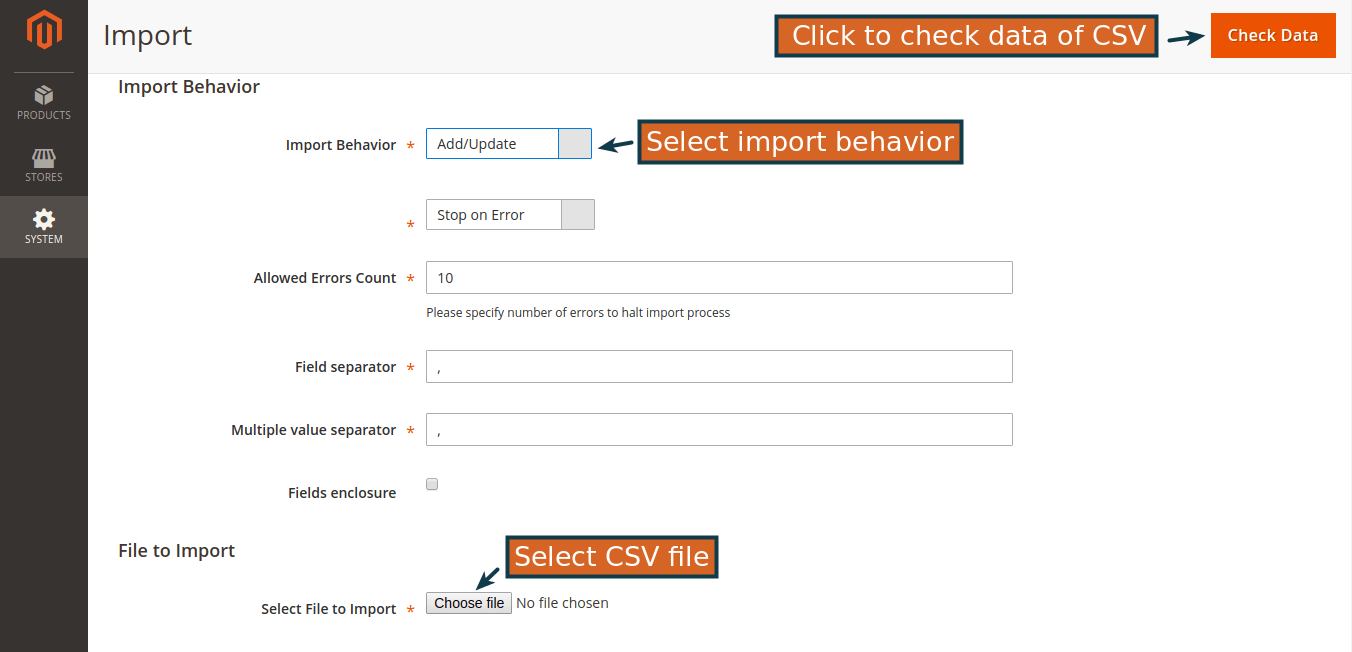 Import
Click to check data of CSV
Check Data
PRODUCTS
STORES
SYSTEM
Import Behavior
Import Behavior *
Add/Update
Select import behavior
*
Stop on Error
Allowed Errors Count *
10
Please specify number of errors to halt import process
Field separator *
,
Multiple value separator *
,
Fields enclosure
File to Import
Select CSV file
Select File to Import *
Choose file
No file chosen